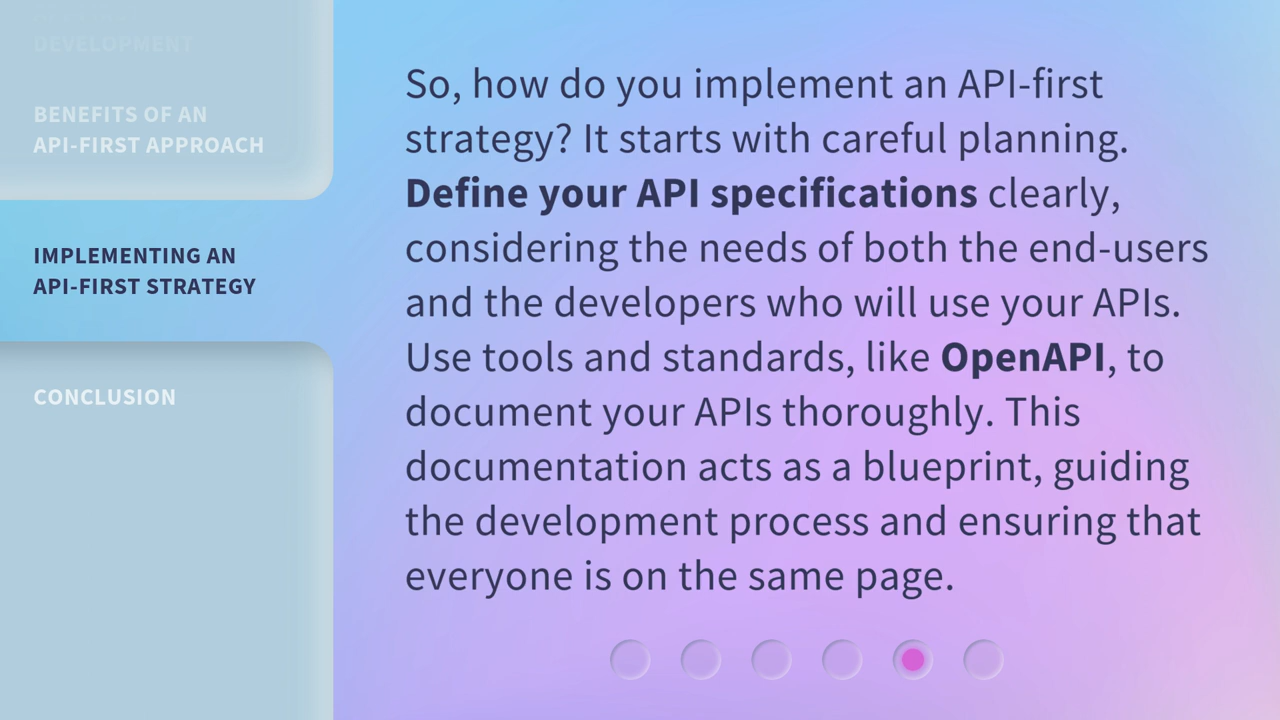 DEVELOPMENT
BENEFITS OF AN
API-FIRST APPROACH
IMPLEMENTING AN
API-FIRST STRATEGY
CONCLUSION
So, how do you implement an API-first
strategy? It starts with careful planning.
Define your API specifications clearly,
considering the needs of both the end-users
and the developers who will use your APIs.
Use tools and standards, like OpenAPI, to
document your APIs thoroughly. This
documentation acts as a blueprint, guiding
the development process and ensuring that
everyone is on the same page.